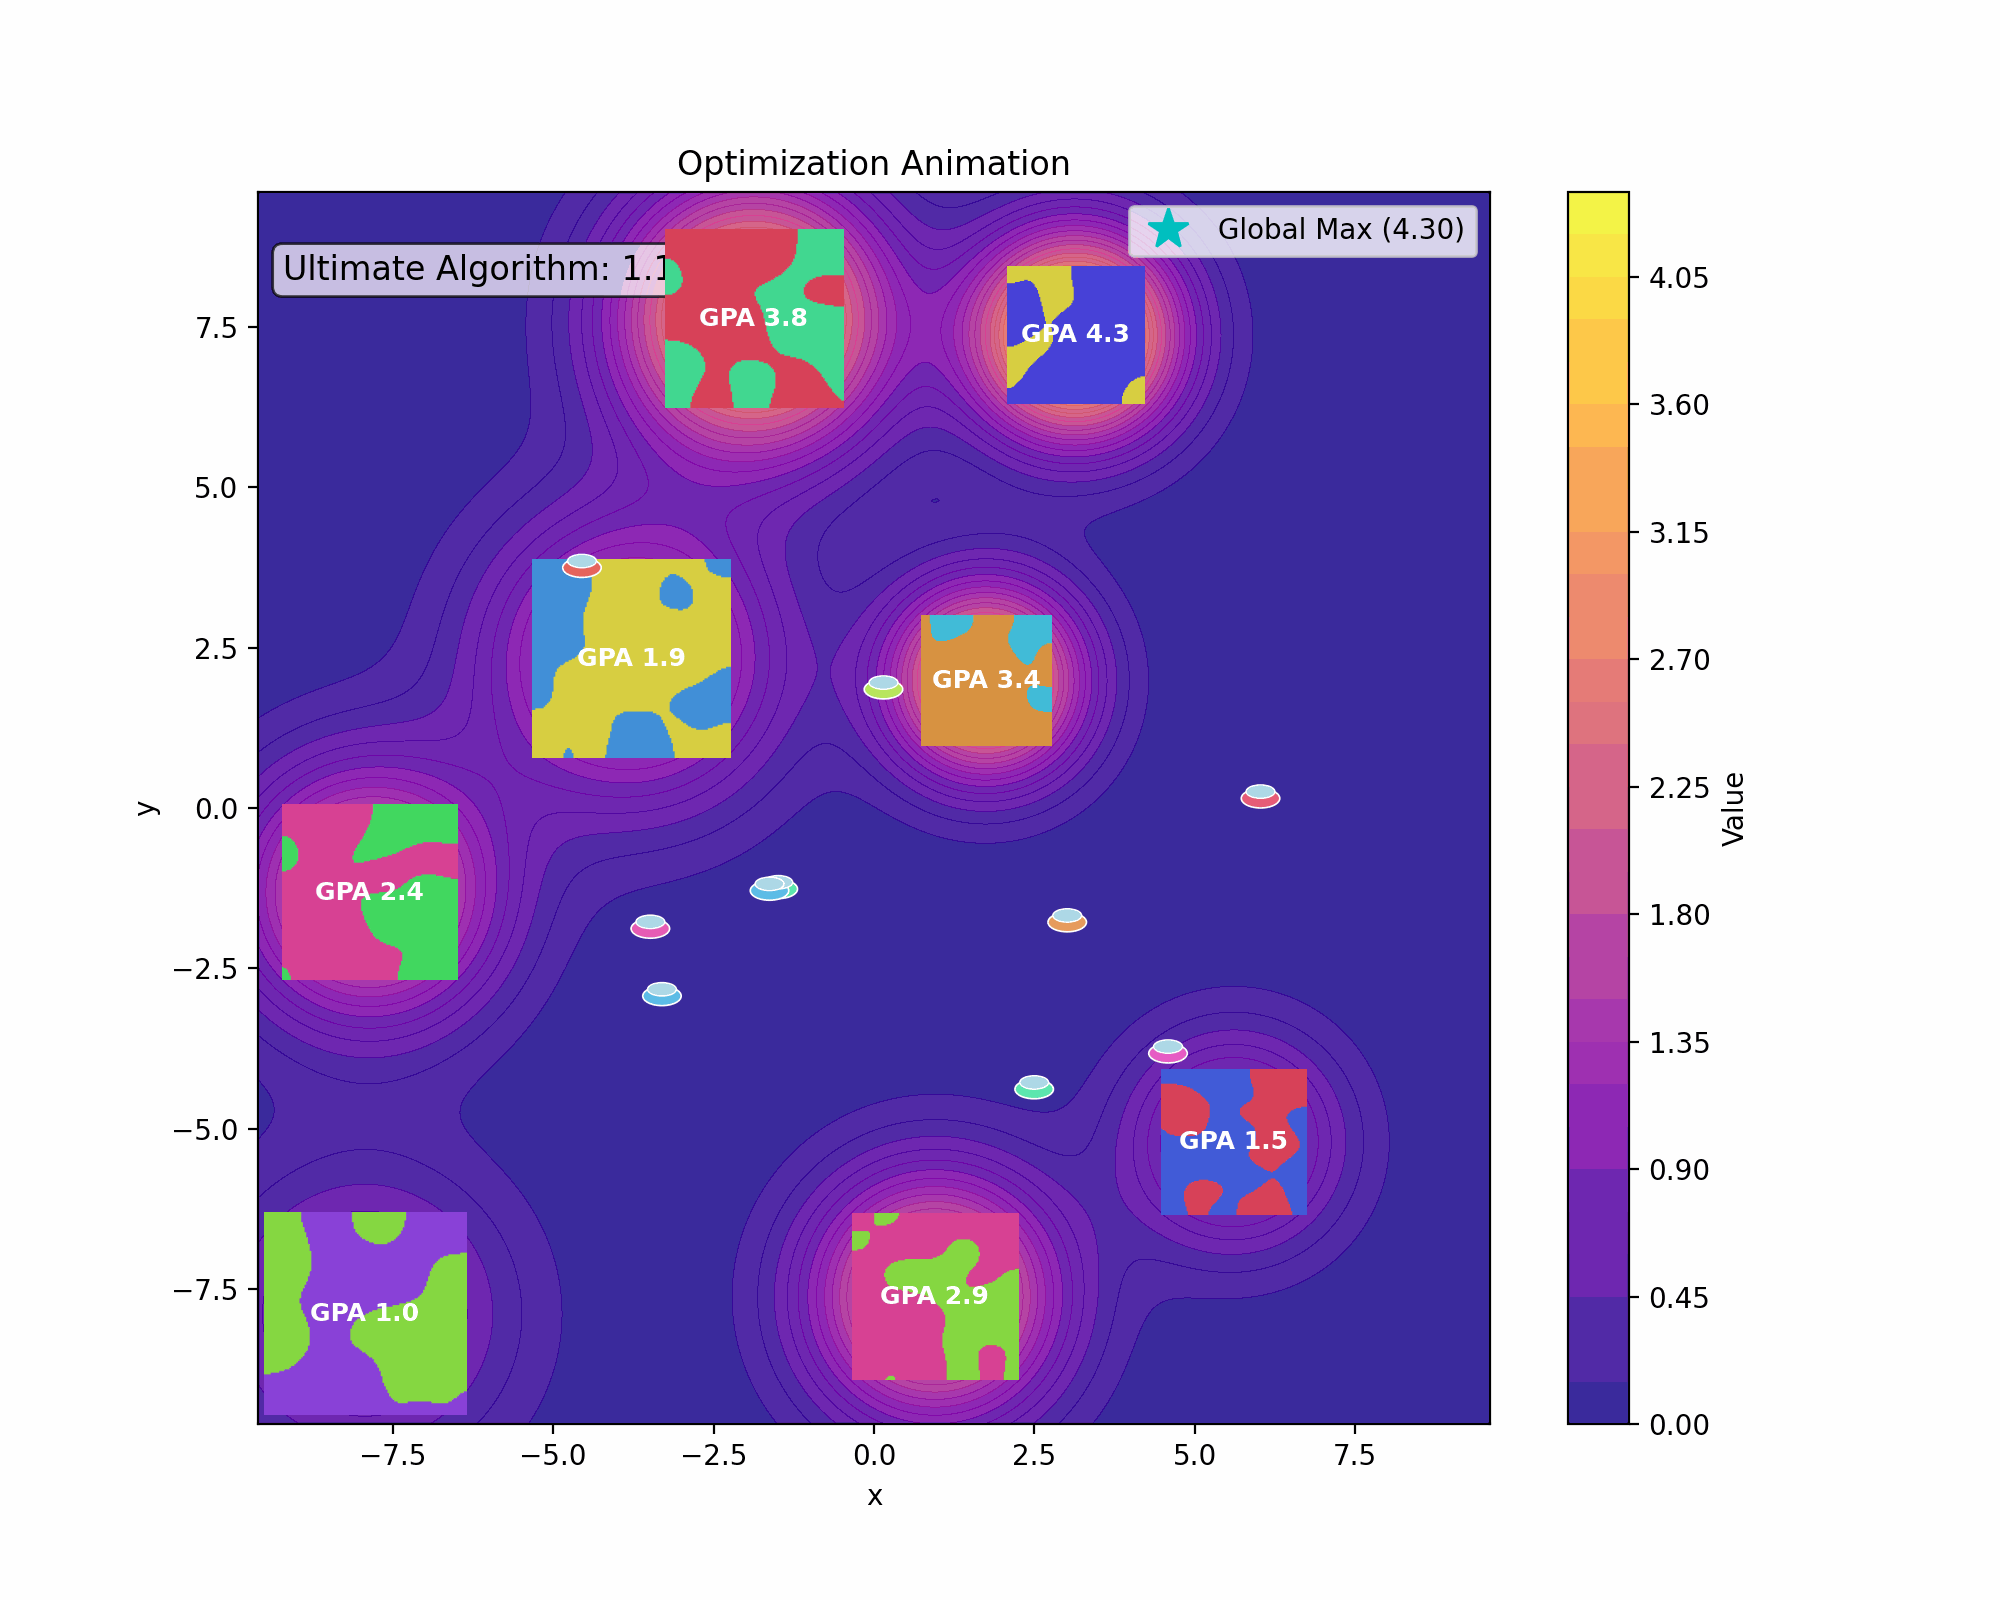 Optimization Animation
Ultimate Algorithm: 1.1
Global Max (4.30)
GPA 3.8
GPA 4.3
GPA 1.9
GPA 3.4
GPA 2.4
GPA 1.5
GPA 2.9
GPA 1.0
7.5
5.0
2.5
0.0
−2.5
−5.0
−7.5
y
−7.5
−5.0
−2.5
0.0
2.5
5.0
7.5
x
4.05
3.60
3.15
2.70
2.25
1.80
1.35
0.90
0.45
0.00
Value